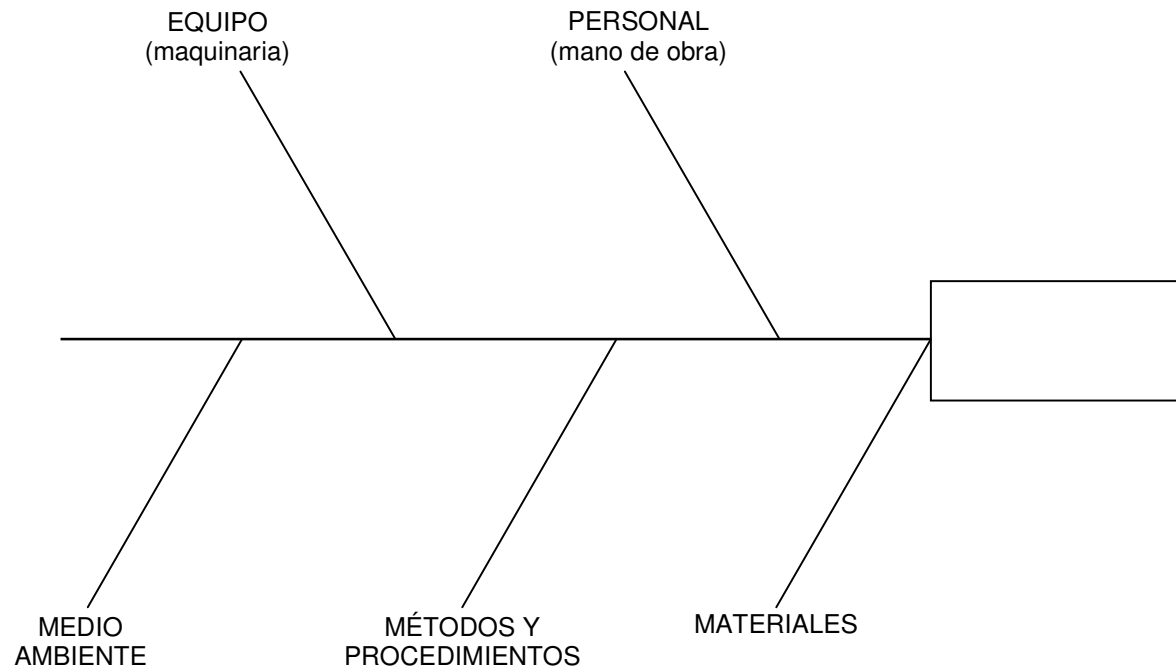 EQUIPO
(maquinaria)
PERSONAL
(mano de obra)
MEDIO
AMBIENTE
MÉTODOS Y
PROCEDIMIENTOS
MATERIALES